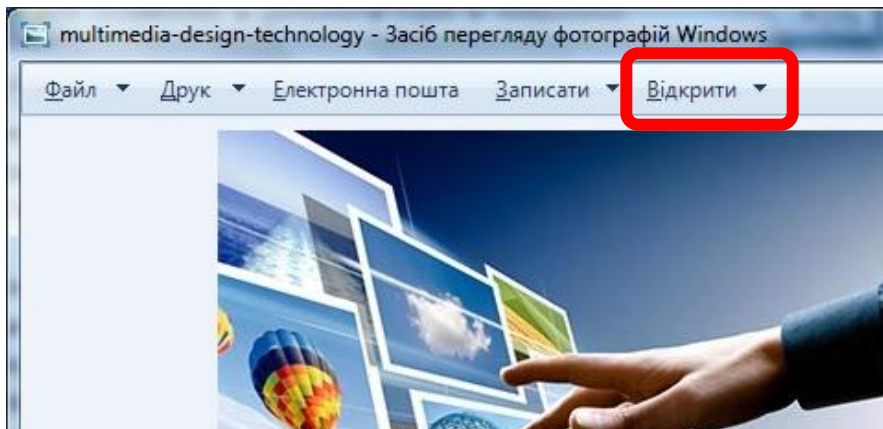 multimedia-design-technology - Засіб перегляду фотографій Windows
Файл Друк Електронна пошта Записати Відкрити